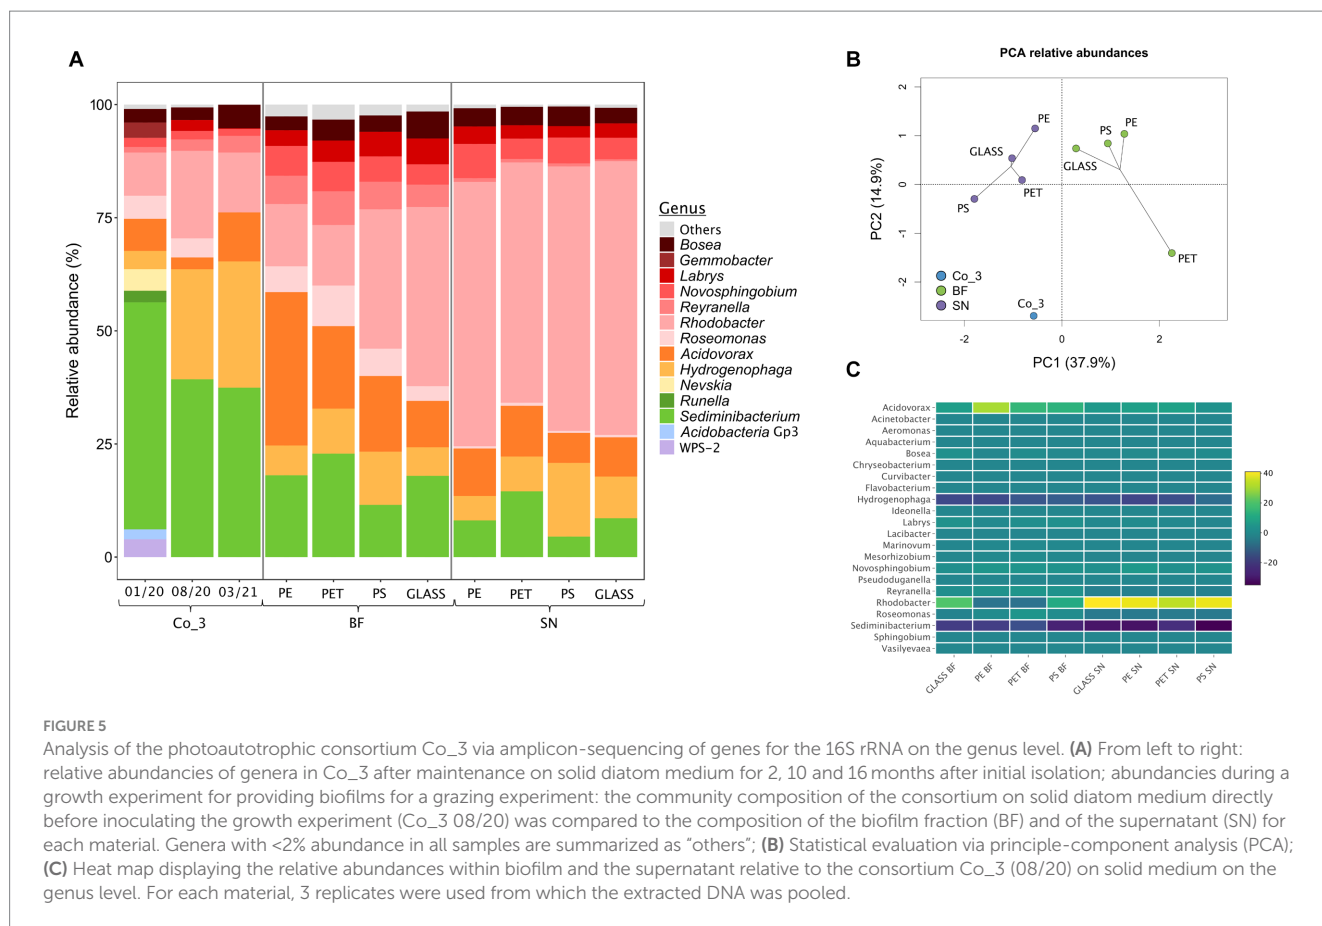 A
100
75
50
25
0
Relative abundance (%)
01/20 08/20 03/21 PE PET PS GLASS PE PET PS GLASS
Co_3 BF SN
Genus
Others
Bosea
Gemmobacter
Labrys
Novosphingobium
Reyranella
Rhodobacter
Roseomonas
Acidovorax
Hydrogenophaga
Nevskia
Runella
Sediminibacterium
Acidobacteria Gp3
WPS-2
B
PCA relative abundances
2
1
0
-1
-2
PC2 (14.9%)
PE
GLASS
PET
PS
PS
PE
GLASS
PET
Co_3
Co_3
BF
SN
-2 0 2
PC1 (37.9%)
C
Acidovorax
Acinetobacter
Aeromonas
Aquabacterium
Bosea
Chryseobacterium
Curvibacter
Flavobacterium
Hydrogenophaga
Ideonella
Labrys
Lacibacter
Marinovum
Mesorhizobium
Novosphingobium
Pseudoduganella
Reyranella
Rhodobacter
Roseomonas
Sediminibacterium
Sphingobium
Vasilyevaea
GLASS BF PE BF PET BF PS BF GLASS SN PE SN PET SN PS SN
40
20
0
-20
FIGURE 5
Analysis of the photoautotrophic consortium Co_3 via amplicon-sequencing of genes for the 16S rRNA on the genus level. (A) From left to right:
relative abundancies of genera in Co_3 after maintenance on solid diatom medium for 2, 10 and 16 months after initial isolation; abundancies during a
growth experiment for providing biofilms for a grazing experiment: the community composition of the consortium on solid diatom medium directly
before inoculating the growth experiment (Co_3 08/20) was compared to the composition of the biofilm fraction (BF) and of the supernatant (SN) for
each material. Genera with <2% abundance in all samples are summarized as "others"; (B) Statistical evaluation via principle-component analysis (PCA);
(C) Heat map displaying the relative abundances within biofilm and the supernatant relative to the consortium Co_3 (08/20) on solid medium on the
genus level. For each material, 3 replicates were used from which the extracted DNA was pooled.